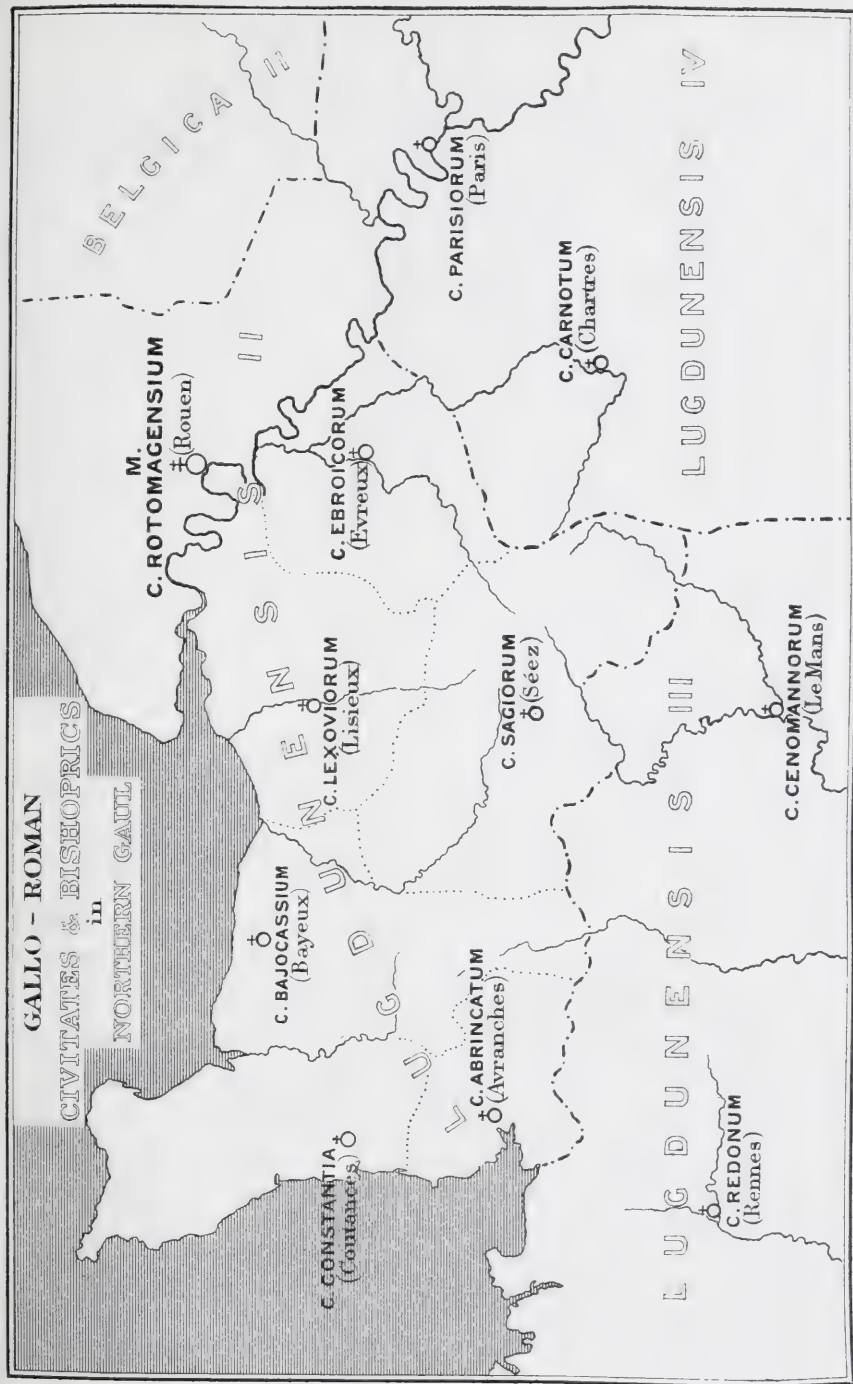 GALLO - ROMAN
CIVITATES & BISHOPRICS
in
NORTHERN GAUL
BELGICA II
M.
C. ROTOMAGENSIUM
(Rouen)
LUGDUNENSIS II
C. PARISIORUM
(Paris)
C. EBROICORUM
(Evreux)
C. CARNOTUM
(Chartres)
LUGDUNENSIS IV
C. LEXOVIORUM
(Lisieux)
C. SAGIORUM
(Séez)
C. BAJOCASSIUM
(Bayeux)
C. CONSTANTIA
(Coutances)
C. ABRINCATUM
(Avranches)
C. CENOMANNORUM
(Le Mans)
LUGDUNENSIS III
C. REDONUM
(Rennes)